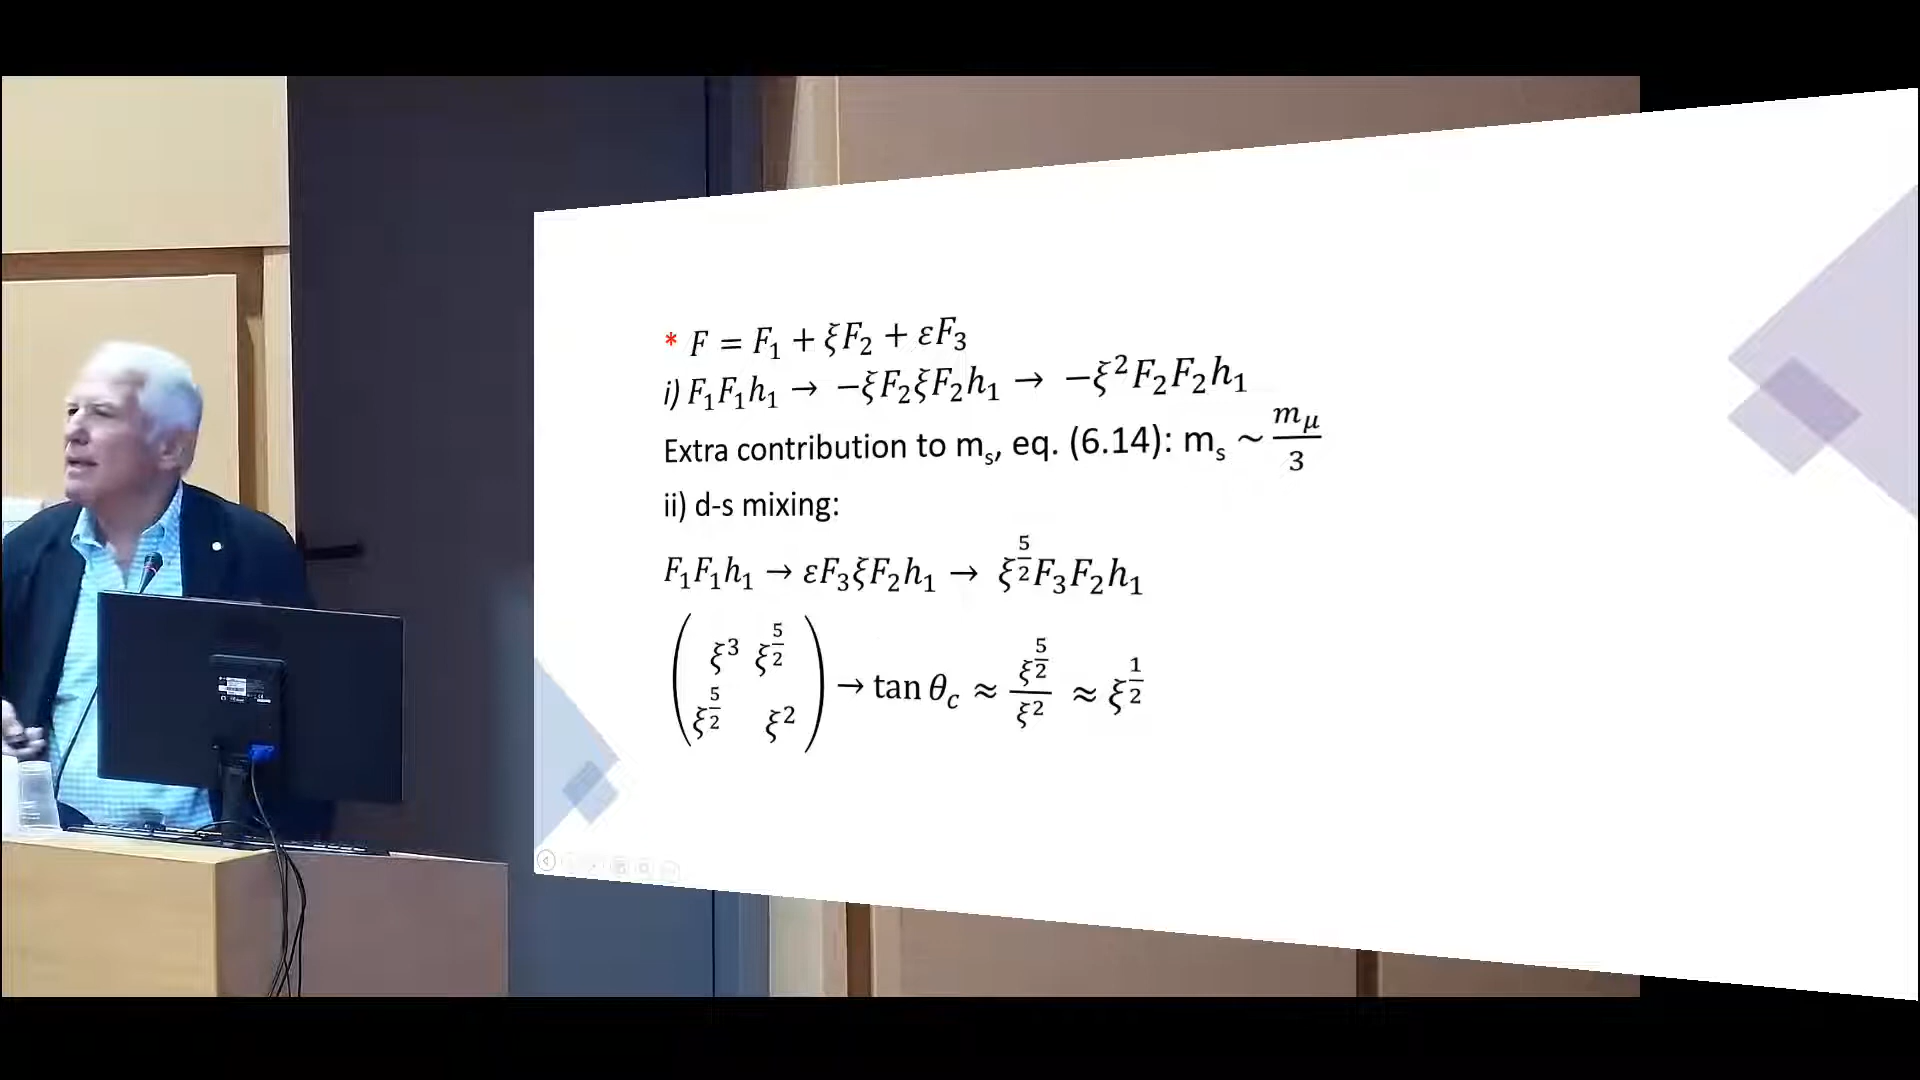 * F = F₁ + ξF₂ + εF₃
i) F₁F₁h₁ → −ξF₂ξF₂h₁ → −ξ²F₂F₂h₁
Extra contribution to mₛ, eq. (6.14): mₛ ~ m_μ/3
ii) d-s mixing:
F₁F₁h₁ → εF₃ξF₂h₁ → ξ^(5/2)F₃F₂h₁
(ξ³ ξ^(5/2)
ξ^(5/2) ξ²) → tan θ_c ≈ ξ^(5/2)/ξ² ≈ ξ^(1/2)